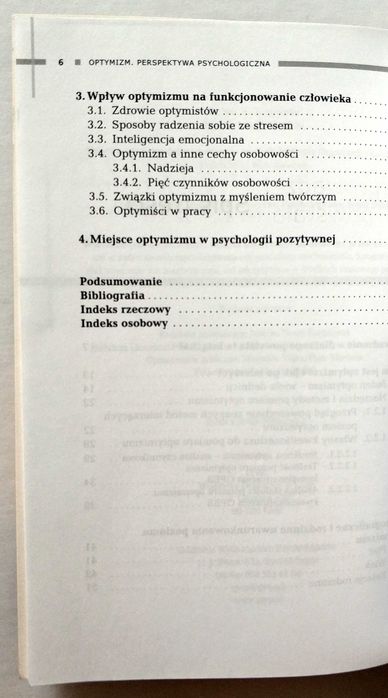 6 ■ OPTYMIZM. PERSPEKTYWA PSYCHOLOGICZNA
3. Wpływ optymizmu na funkcjonowanie człowieka . . . . .
3.1. Zdrowie optymistów . . . . . . . . . . . . . . . . . . . . . . . .
3.2. Sposoby radzenia sobie ze stresem . . . . . . . . . . . . .
3.3. Inteligencja emocjonalna . . . . . . . . . . . . . . . . . . . .
3.4. Optymizm a inne cechy osobowości . . . . . . . . . . . .
3.4.1. Nadzieja . . . . . . . . . . . . . . . . . . . . . . . . . . .
3.4.2. Pięć czynników osobowości . . . . . . . . . . . . . .
3.5. Związki optymizmu z myśleniem twórczym . . . . . .
3.6. Optymiści w pracy . . . . . . . . . . . . . . . . . . . . . . . . .
4. Miejsce optymizmu w psychologii pozytywnej . . . . . . .
Podsumowanie . . . . . . . . . . . . . . . . . . . . . . . . . . . . . . .
Bibliografia . . . . . . . . . . . . . . . . . . . . . . . . . . . . . . . . . .
Indeks rzeczowy . . . . . . . . . . . . . . . . . . . . . . . . . . . . . .
Indeks osobowy . . . . . . . . . . . . . . . . . . . . . . . . . . . . . .